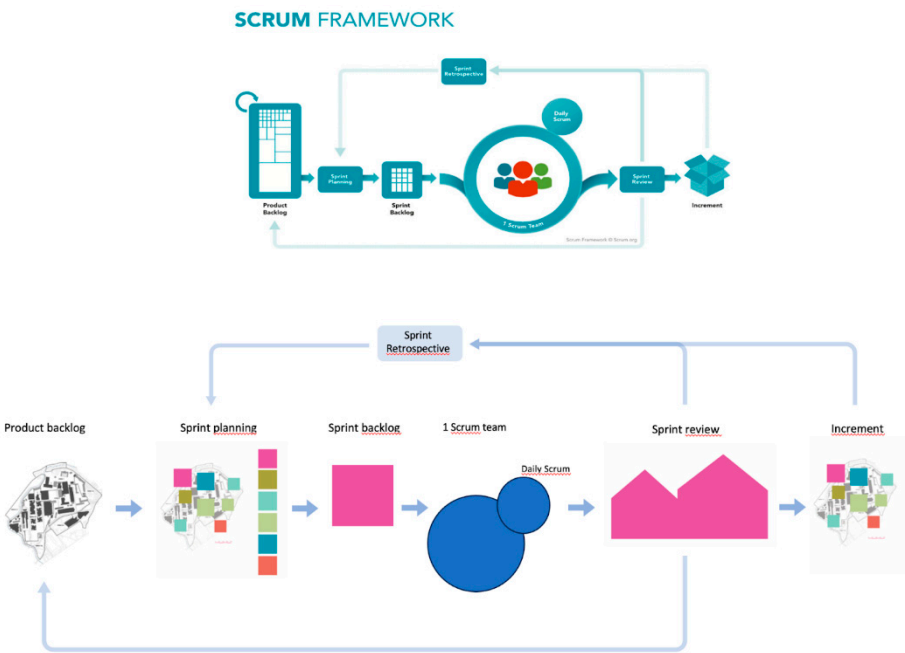 SCRUM FRAMEWORK
Sprint
Retrospective
Daily
Scrum
Sprint
Planning
Sprint
Review
Product
Backlog
Sprint
Backlog
1 Scrum Team
Increment
Scrum Framework © Scrum.org
Sprint
Retrospective
Product backlog
Sprint planning
Sprint backlog
1 Scrum team
Sprint review
Increment
Daily Scrum